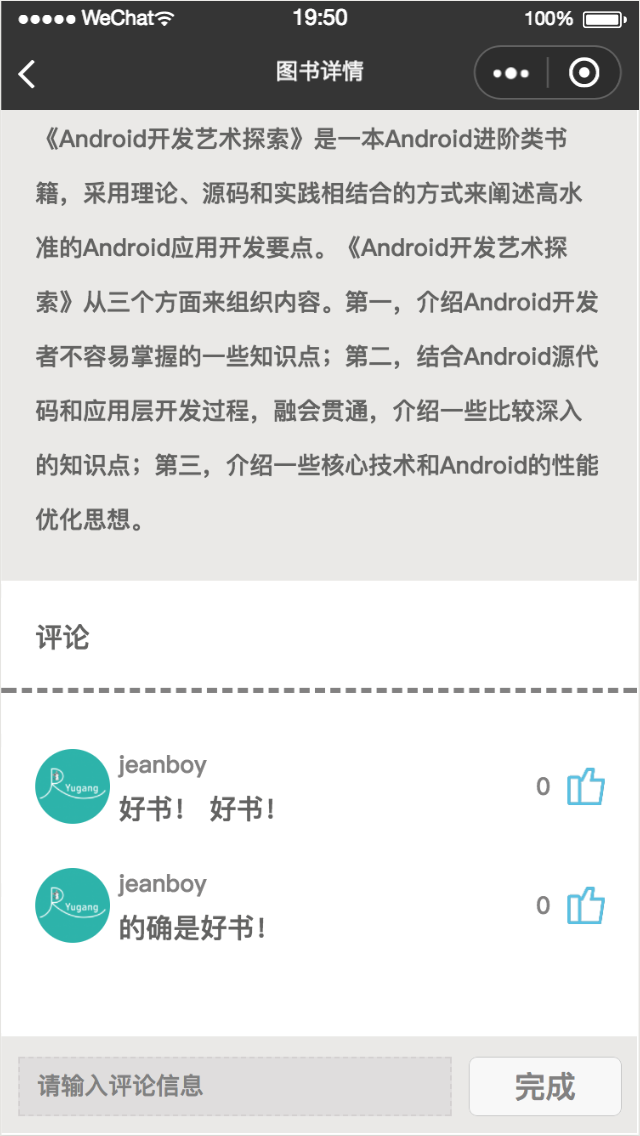 WeChat 19:50 100%
图书详情
《Android开发艺术探索》是一本Android进阶类书
籍，采用理论、源码和实践相结合的方式来阐述高水
准的Android应用开发要点。《Android开发艺术探
索》从三个方面来组织内容。第一，介绍Android开发
者不容易掌握的一些知识点；第二，结合Android源代
码和应用层开发过程，融会贯通，介绍一些比较深入
的知识点；第三，介绍一些核心技术和Android的性能
优化思想。
评论
jeanboy
Yugang
0
好书！ 好书！
jeanboy
Yugang
0
的确是好书！
请输入评论信息
完成